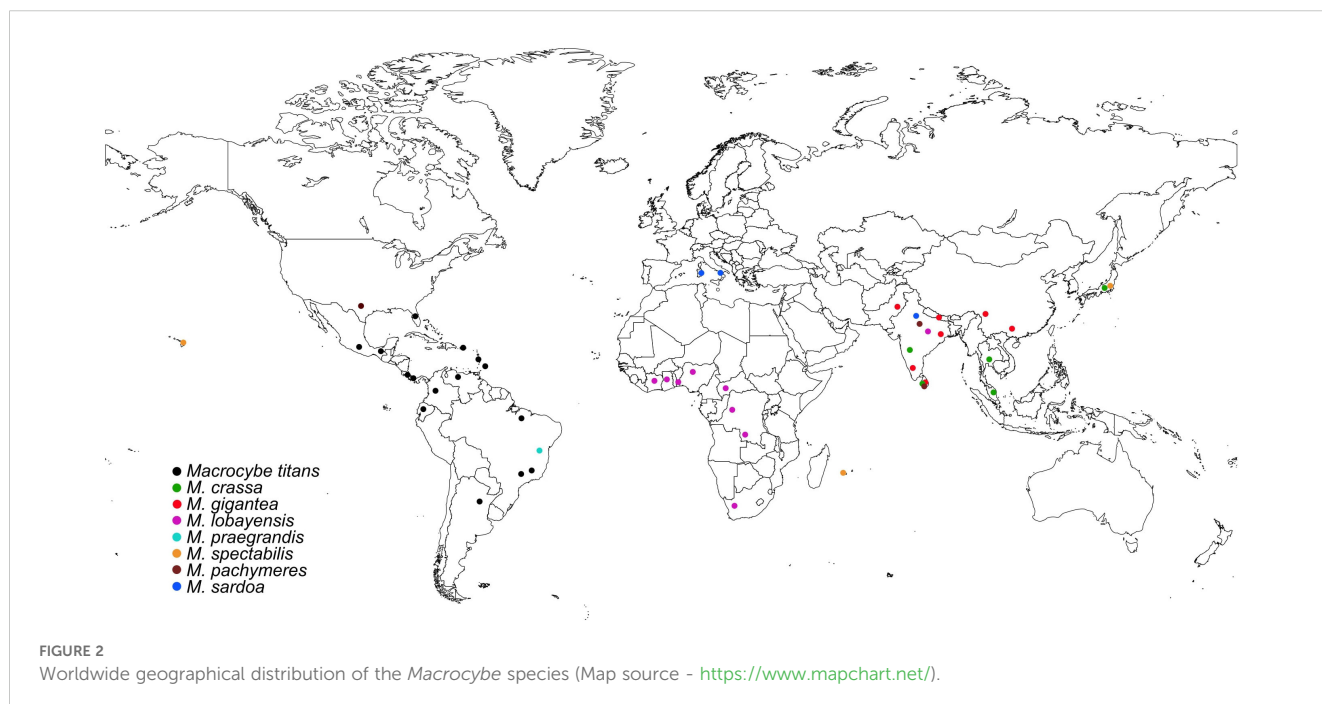 Macrocybe titans
M. crassa
M. gigantea
M. lobayensis
M. praegrandis
M. spectabilis
M. pachymeres
M. sardoa
FIGURE 2
Worldwide geographical distribution of the Macrocybe species (Map source - https://www.mapchart.net/).